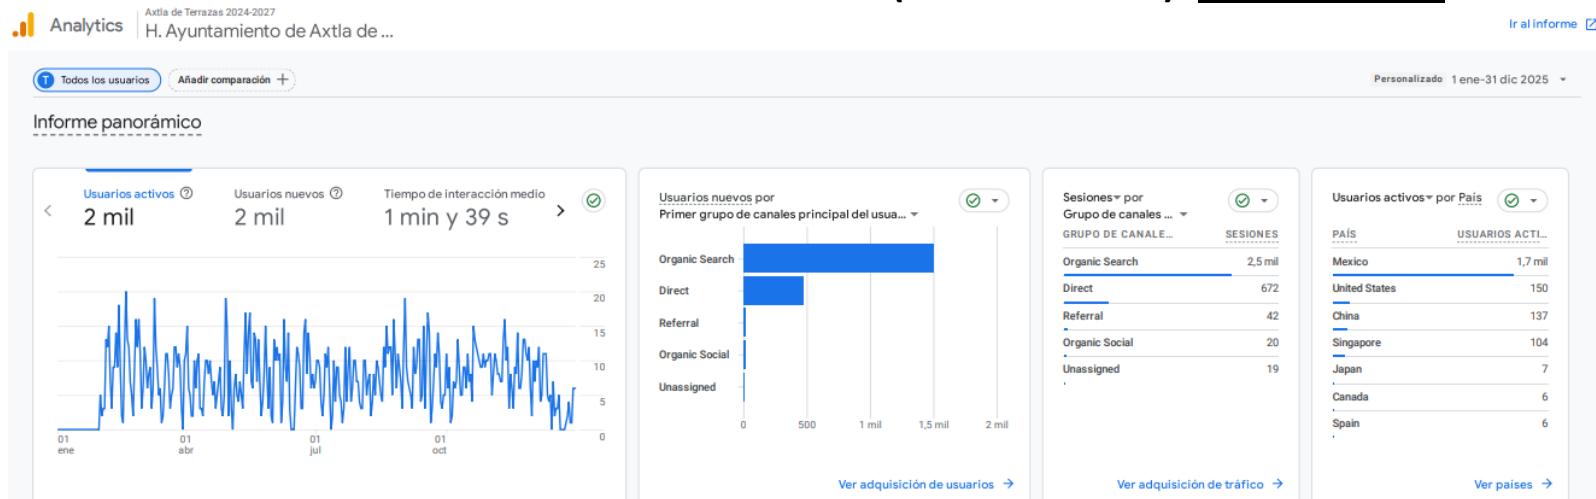 Axtla de Terrazas 2024-2027
Analytics
H. Ayuntamiento de Axtla de ...
Ir al informe
T Todos los usuarios
Añadir comparación +
Personalizado 1 ene-31 dic 2025
Informe panorámico
Usuarios activos
2 mil
Usuarios nuevos
2 mil
Tiempo de interacción medio
1 min y 39 s
25
20
15
10
5
0
01 ene
01 abr
01 jul
01 oct
Usuarios nuevos por
Primer grupo de canales principal del usua...
Organic Search
Direct
Referral
Organic Social
Unassigned
0 500 1 mil 1,5 mil 2 mil
Ver adquisición de usuarios
Sesiones por
Grupo de canales ...
GRUPO DE CANALE... SESIONES
Organic Search 2,5 mil
Direct 672
Referral 42
Organic Social 20
Unassigned 19
Ver adquisición de tráfico
Usuarios activos por País
PAÍS USUARIOS ACTI...
Mexico 1,7 mil
United States 150
China 137
Singapore 104
Japan 7
Canada 6
Spain 6
Ver países